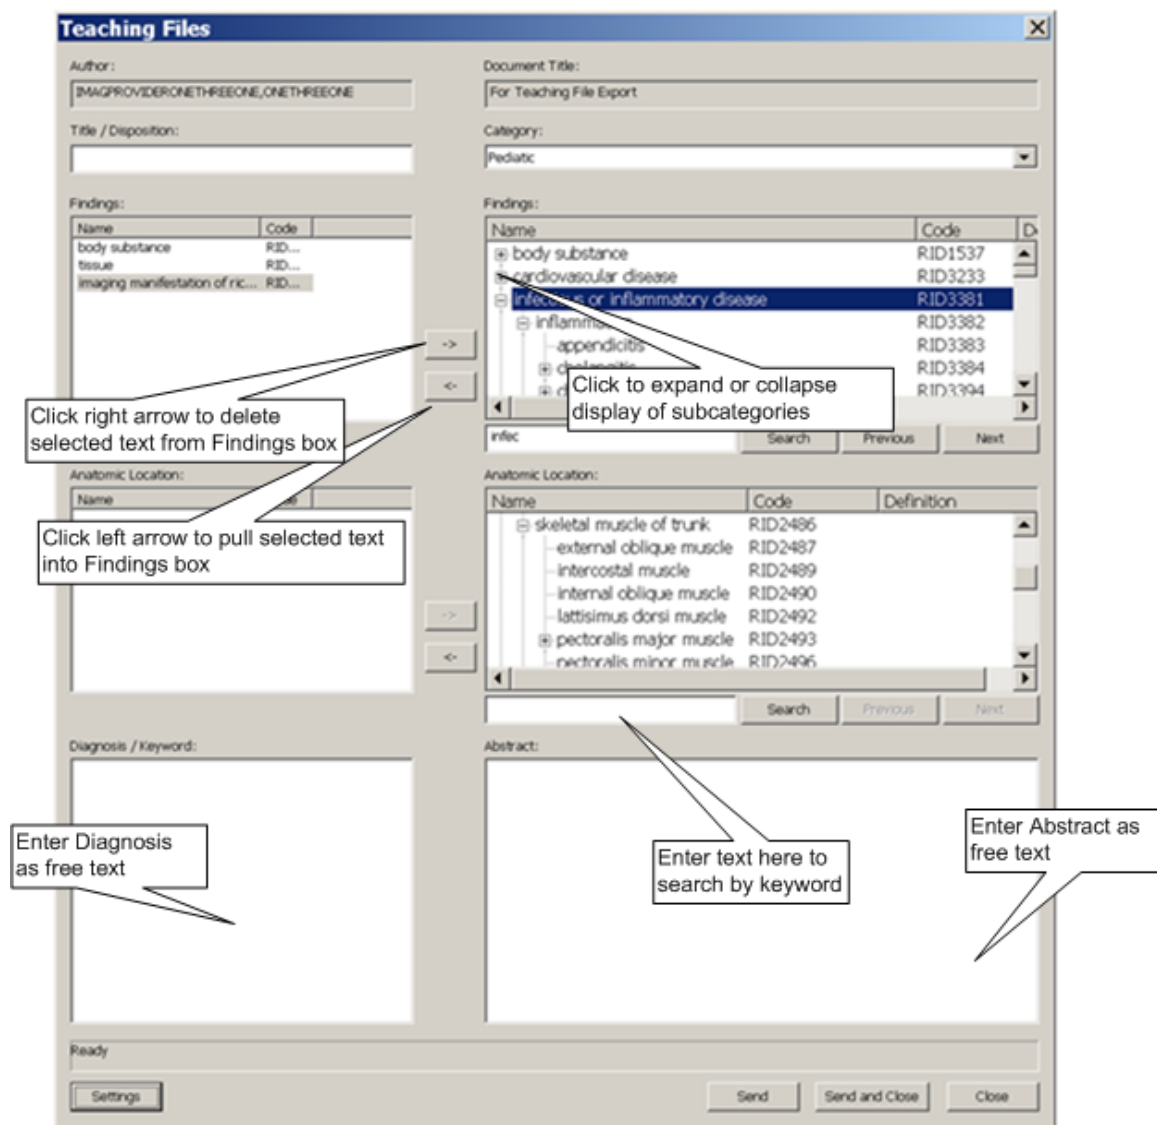 Teaching Files
Author:
Document Title:
IMAGPROVIDERONETHREEONE,ONETHREEONE
For Teaching File Export
Title / Disposition:
Category:
Pediatic
Findings:
Findings:
Name Code
body substance RID...
tissue RID...
imaging manifestation of ric... RID...
Name Code
body substance RID1537
cardiovascular disease RID3233
infectious or inflammatory disease RID3381
RID3382
appendicitis RID3383
RID3384
RID3394
->
<-
Click right arrow to delete
selected text from Findings box
Click to expand or collapse
display of subcategories
infec
Search Previous Next
Anatomic Location:
Anatomic Location:
Name
Click left arrow to pull selected text
into Findings box
Name Code Definition
skeletal muscle of trunk RID2486
external oblique muscle RID2487
intercostal muscle RID2489
internal oblique muscle RID2490
lattisimus dorsi muscle RID2492
pectoralis major muscle RID2493
pectoralis minor muscle RID2496
->
<-
Search Previous Next
Diagnosis / Keyword:
Abstract:
Enter Diagnosis
as free text
Enter text here to
search by keyword
Enter Abstract as
free text
Ready
Settings
Send Send and Close Close